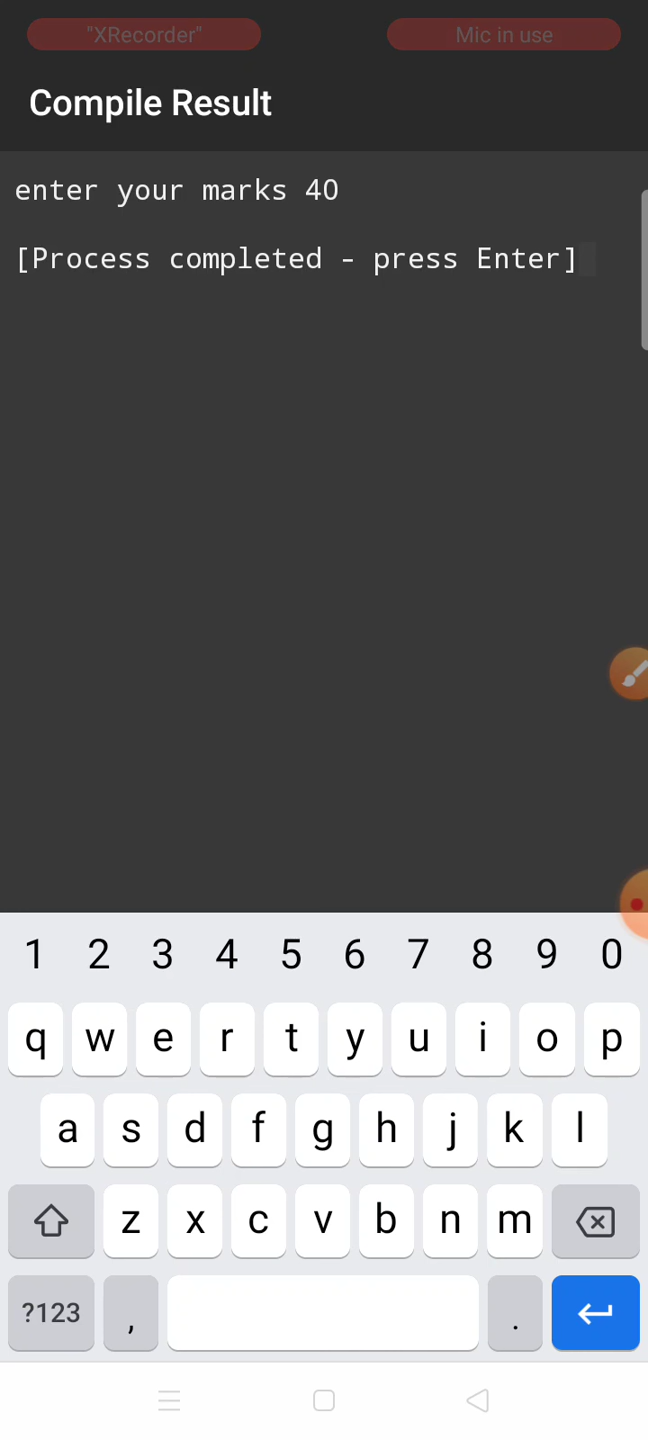 "XRecorder" Mic in use
Compile Result
enter your marks 40
[Process completed - press Enter]
1 2 3 4 5 6 7 8 9 0
q w e r t y u i o p
a s d f g h j k l
z x c v b n m
?123 , .